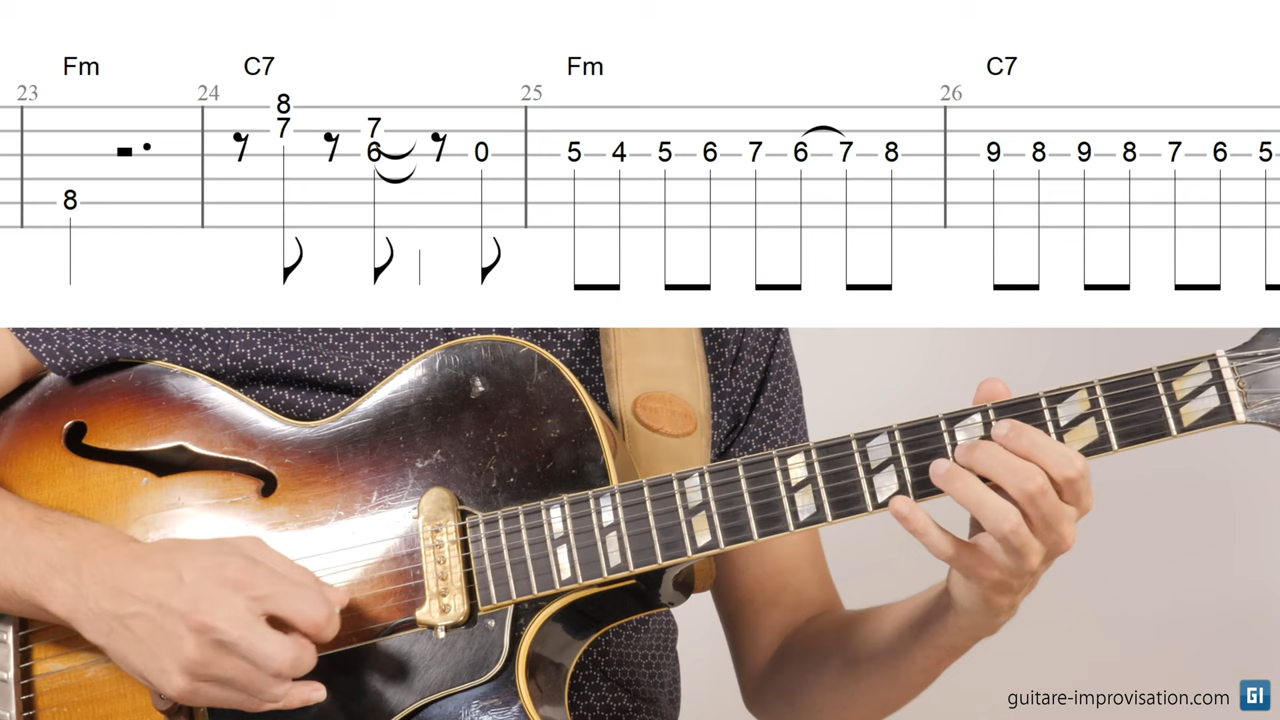 Fm C7 Fm C7
23 24 25 26
8
7 7
6 0 5 4 5 6 7 6 7 8 9 8 9 8 7 6 5
8
guitare-improvisation.com GI